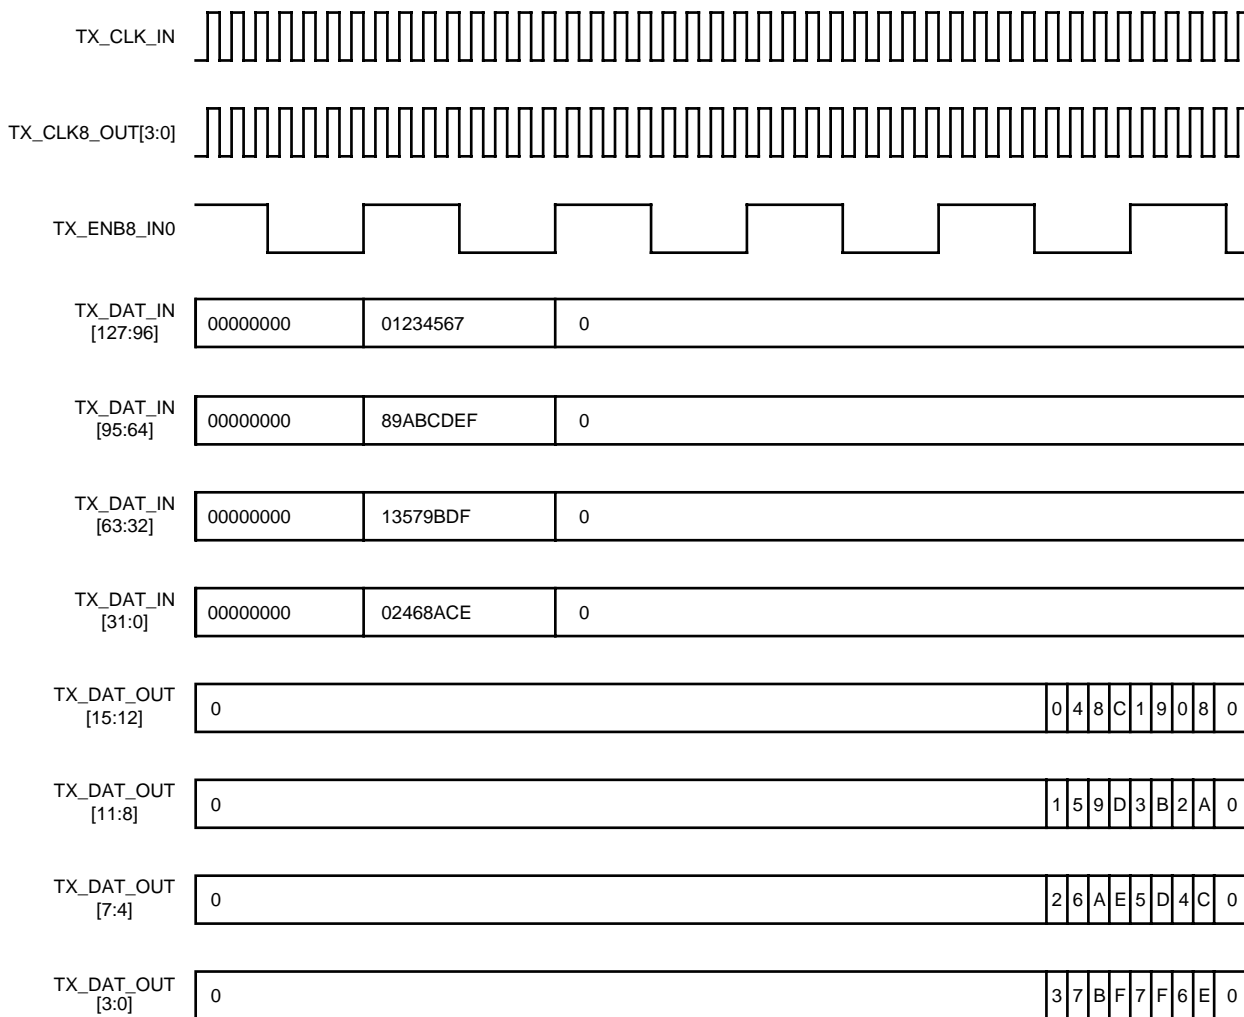 TX_CLK_IN
TX_CLK8_OUT[3:0]
TX_ENB8_IN0
TX_DAT_IN
[127:96]
00000000 01234567 0
TX_DAT_IN
[95:64]
00000000 89ABCDEF 0
TX_DAT_IN
[63:32]
00000000 13579BDF 0
TX_DAT_IN
[31:0]
00000000 02468ACE 0
TX_DAT_OUT
[15:12]
0 0 4 8 C 1 9 0 8 0
TX_DAT_OUT
[11:8]
0 1 5 9 D 3 B 2 A 0
TX_DAT_OUT
[7:4]
0 2 6 A E 5 D 4 C 0
TX_DAT_OUT
[3:0]
0 3 7 B F 7 F 6 E 0